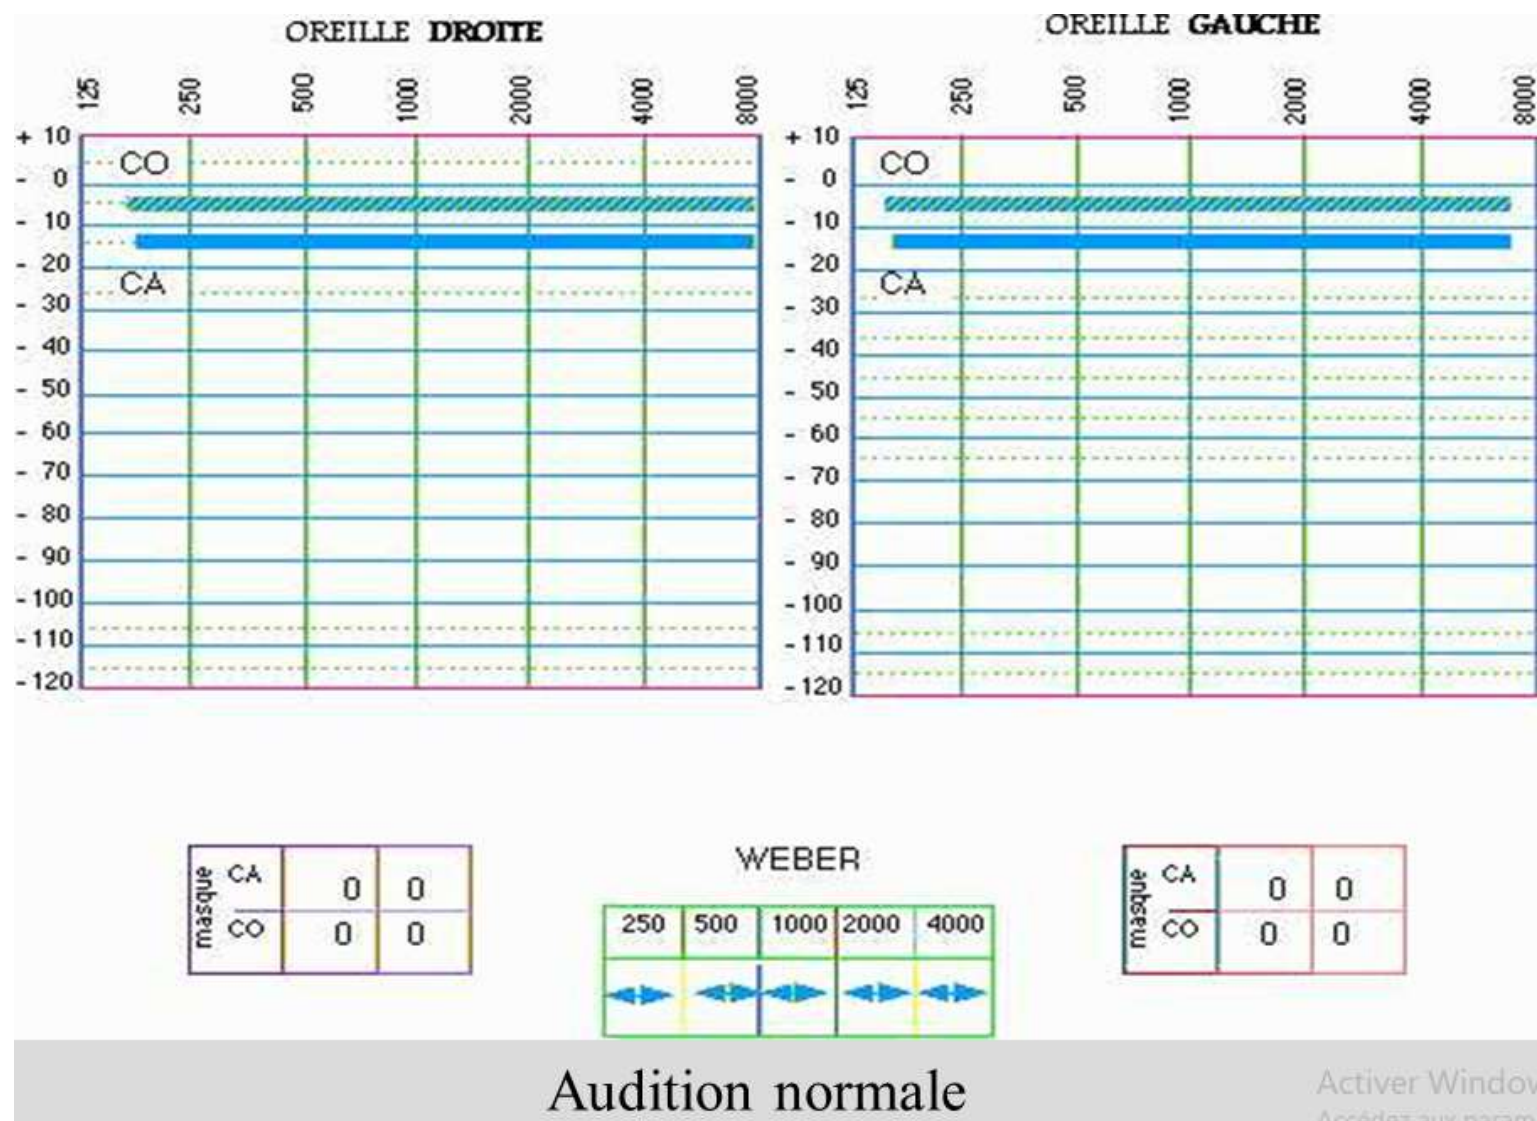 OREILLE DROITE
OREILLE GAUCHE
125 250 500 1000 2000 4000 8000
125 250 500 1000 2000 4000 8000
+ 10
- 0
- 10
- 20
- 30
- 40
- 50
- 60
- 70
- 80
- 90
- 100
- 110
- 120
CO
CA
+ 10
- 0
- 10
- 20
- 30
- 40
- 50
- 60
- 70
- 80
- 90
- 100
- 110
- 120
CO
CA
masque
CA 0 0
CO 0 0
WEBER
250 500 1000 2000 4000
masque
CA 0 0
CO 0 0
Audition normale
Activer Window